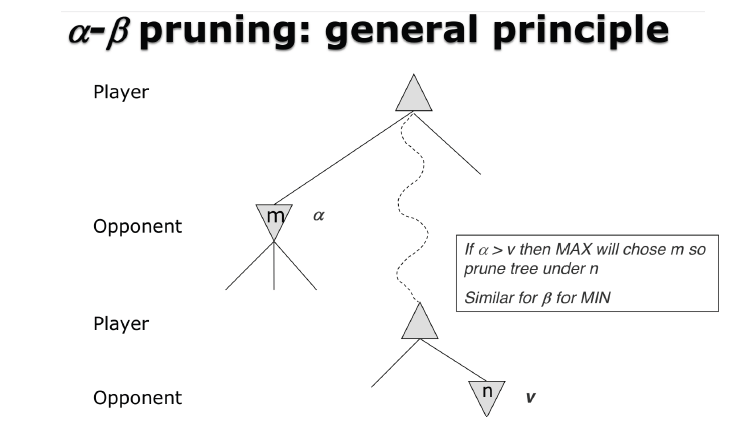 α-β pruning: general principle
Player
m α
Opponent
If α > v then MAX will chose m so
prune tree under n
Similar for β for MIN
Player
n v
Opponent